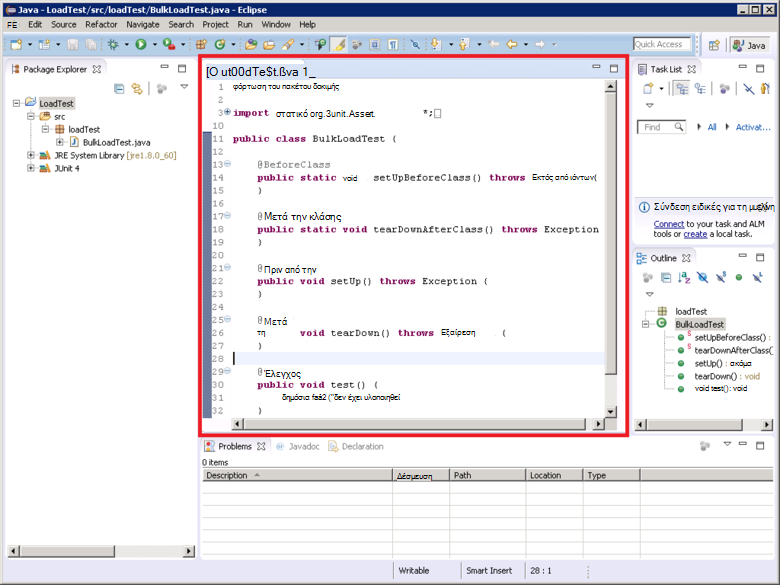 Java - LoadTest/src/loadTest/BulkLoadTest.java - Eclipse
FE Edit Source Refactor Navigate Search Project Run Window Help
Quick Access Java
Package Explorer
LoadTest
src
loadTest
BulkLoadTest.java
JRE System Library [jre1.8.0_60]
JUnit 4
[O ut00dTe$t.ßva 1_
1 φόρτωση του πακέτου δοκιμής
2
3 import στατικό org.3unit.Assert. *;
10
11 public class BulkLoadTest {
12
13 @BeforeClass
14 public static void setUpBeforeClass() throws Εκτός από ιόντων(
15 }
16
17 @ Μετά την κλάσης
18 public static void tearDownAfterClass() throws Exception
19 }
20
21 @ Πριν από την
22 public void setUp() throws Exception {
23 }
24
25 @ Μετά
26 τη void tearDown() throws Εξαίρεση {
27 }
28
29 @ Έλεγχος
30 public void test() {
31 δημόσια fsaä2 ("δεν έχει υλοποιηθεί
32 }
Task List
Find All Activat...
Σύνδεση ειδικές για τη
Connect to your task and ALM
tools or create a local task.
Outline
loadTest
BulkLoadTest
setUpBeforeClass() :
tearDownAfterClass(
setUp() : ακόμα
tearDown() : void
void test(): void
Problems Javadoc Declaration
0 items
Description Δέσμευση Path Location Type
Writable Smart Insert 28 : 1